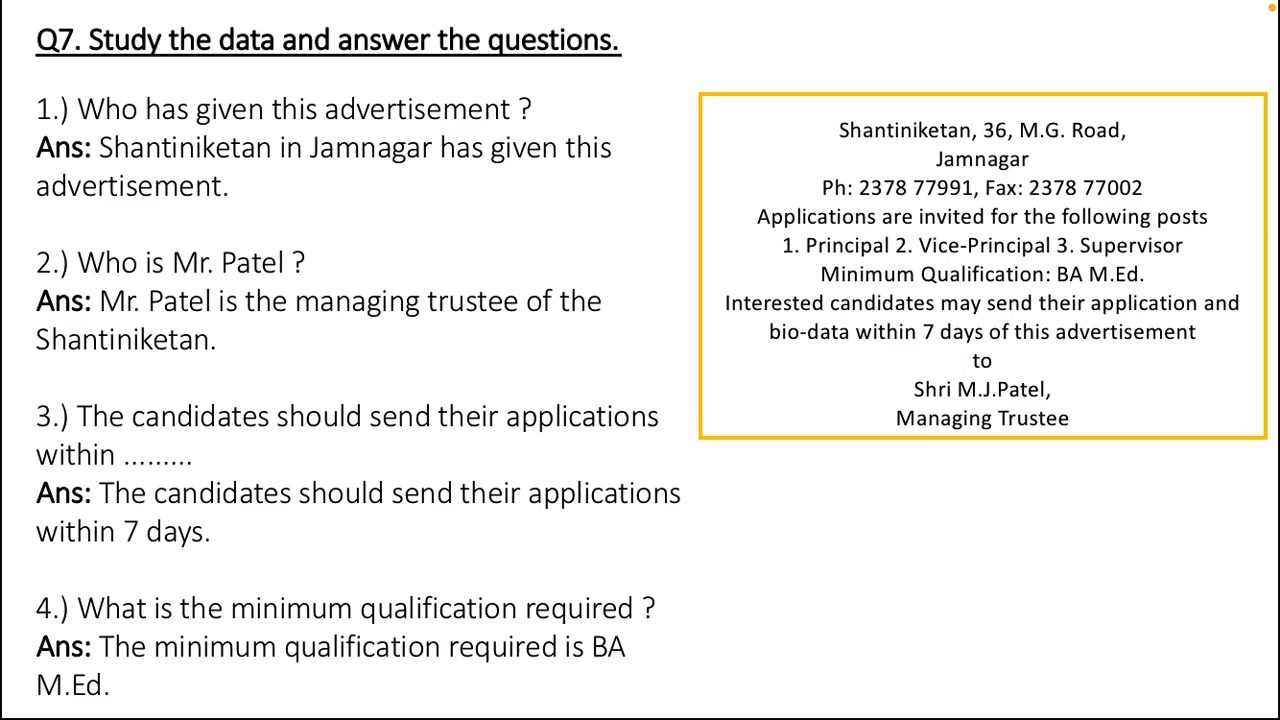 Q7. Study the data and answer the questions.
1.) Who has given this advertisement ?
Ans: Shantiniketan in Jamnagar has given this
advertisement.
2.) Who is Mr. Patel ?
Ans: Mr. Patel is the managing trustee of the
Shantiniketan.
3.) The candidates should send their applications
within .........
Ans: The candidates should send their applications
within 7 days.
4.) What is the minimum qualification required ?
Ans: The minimum qualification required is BA
M.Ed.
Shantiniketan, 36, M.G. Road,
Jamnagar
Ph: 2378 77991, Fax: 2378 77002
Applications are invited for the following posts
1. Principal 2. Vice-Principal 3. Supervisor
Minimum Qualification: BA M.Ed.
Interested candidates may send their application and
bio-data within 7 days of this advertisement
to
Shri M.J.Patel,
Managing Trustee